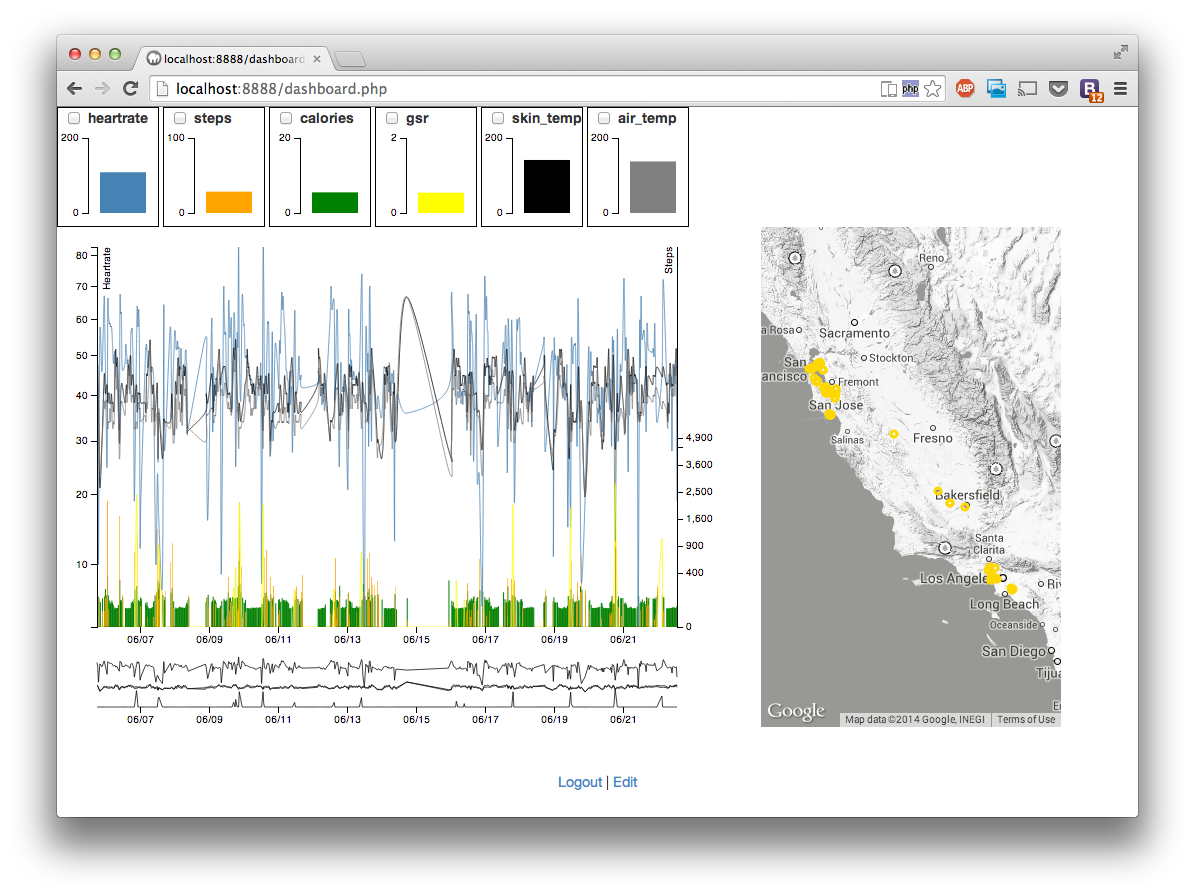 localhost:8888/dashboard
localhost:8888/dashboard.php
php
ABP
R
12
heartrate steps calories gsr skin_temp air_temp
200 100 20 2 200 200
0 0 0 0 0 0
Heartrate
80
70
60
50
40
30
20
10
Steps
4,900
3,600
2,500
1,600
900
400
0
06/07 06/09 06/11 06/13 06/15 06/17 06/19 06/21
06/07 06/09 06/11 06/13 06/15 06/17 06/19 06/21
Reno
a Rosa
Sacramento
Stockton
San
ancisco
Fremont
San Jose
Salinas
Fresno
Bakersfield
Santa
Clarita
Los Angele
Riv
Long Beach
Oceanside
San Diego
Tijua
E
Google
Map data ©2014 Google, INEGI
Terms of Use
Logout | Edit